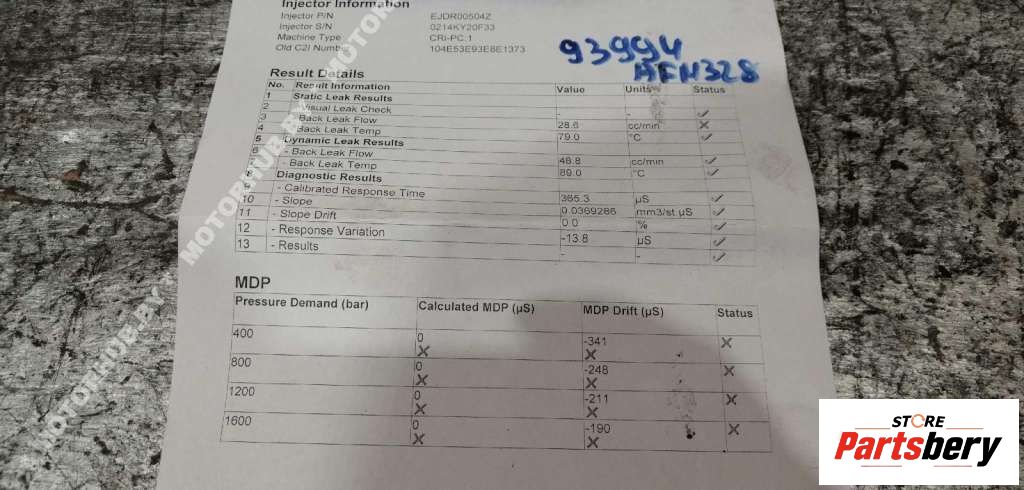 Injector Information
Injector P/N EJDR00504Z
Injector S/N 0214KY20F33
Machine Type CRi-PC.1
Old C2I Number 104E53E93E8E1373
93994
AFN328
Result Details
No. Result Information Value Units Status
1 Static Leak Results
2 - Visual Leak Check - - ✓
3 - Back Leak Flow 28.6 cc/min ✕
4 - Back Leak Temp 79.0 °C ✓
5 Dynamic Leak Results
6 - Back Leak Flow 46.8 cc/min ✓
7 - Back Leak Temp 89.0 °C ✓
8 Diagnostic Results
9 - Calibrated Response Time 365.3 µS ✓
10 - Slope 0.0369286 mm3/st µS ✓
11 - Slope Drift 0.0 % ✓
12 - Response Variation -13.8 µS ✓
13 - Results - - ✓
MDP
Pressure Demand (bar) Calculated MDP (µS) MDP Drift (µS) Status
400 0 ✕ -341 ✕ ✕
800 0 ✕ -248 ✕ ✕
1200 0 ✕ -211 ✕ ✕
1600 0 ✕ -190 ✕ ✕
MOTORHUB.BY
MOTORHUB.BY
MOTORHUB.BY
STORE
Partsbery